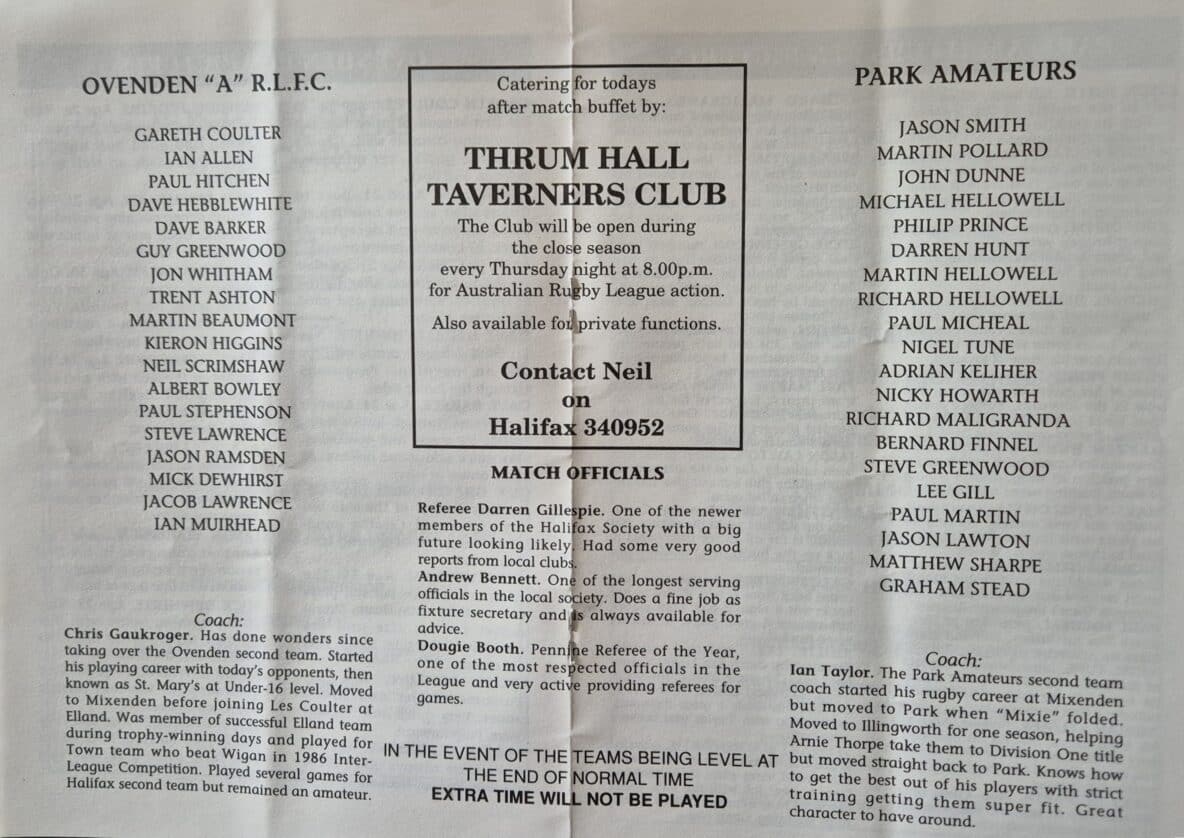 OVENDEN "A" R.L.F.C.
GARETH COULTER
IAN ALLEN
PAUL HITCHEN
DAVE HEBBLEWHITE
DAVE BARKER
GUY GREENWOOD
JON WHITHAM
TRENT ASHTON
MARTIN BEAUMONT
KIERON HIGGINS
NEIL SCRIMSHAW
ALBERT BOWLEY
PAUL STEPHENSON
STEVE LAWRENCE
JASON RAMSDEN
MICK DEWHIRST
JACOB LAWRENCE
IAN MUIRHEAD
Coach:
Chris Gaukroger. Has done wonders since
taking over the Ovenden second team. Started
his playing career with today's opponents, then
known as St. Mary's at Under-16 level. Moved
to Mixenden before joining Les Coulter at
Elland. Was member of successful Elland team
during trophy-winning days and played for
Town team who beat Wigan in 1986 Inter-
League Competition. Played several games for
Halifax second team but remained an amateur.
Catering for todays
after match buffet by:
THRUM HALL
TAVERNERS CLUB
The Club will be open during
the close season
every Thursday night at 8.00p.m.
for Australian Rugby League action.
Also available for private functions.
Contact Neil
on
Halifax 340952
MATCH OFFICIALS
Referee Darren Gillespie. One of the newer
members of the Halifax Society with a big
future looking likely. Had some very good
reports from local clubs.
Andrew Bennett. One of the longest serving
officials in the local society. Does a fine job as
fixture secretary and is always available for
advice.
Dougie Booth. Pennine Referee of the Year,
one of the most respected officials in the
League and very active providing referees for
games.
IN THE EVENT OF THE TEAMS BEING LEVEL AT
THE END OF NORMAL TIME
EXTRA TIME WILL NOT BE PLAYED
PARK AMATEURS
JASON SMITH
MARTIN POLLARD
JOHN DUNNE
MICHAEL HELLOWELL
PHILIP PRINCE
DARREN HUNT
MARTIN HELLOWELL
RICHARD HELLOWELL
PAUL MICHEAL
NIGEL TUNE
ADRIAN KELIHER
NICKY HOWARTH
RICHARD MALIGRANDA
BERNARD FINNEL
STEVE GREENWOOD
LEE GILL
PAUL MARTIN
JASON LAWTON
MATTHEW SHARPE
GRAHAM STEAD
Coach:
Ian Taylor. The Park Amateurs second team
coach started his rugby career at Mixenden
but moved to Park when "Mixie" folded.
Moved to Illingworth for one season, helping
Arnie Thorpe take them to Division One title
but moved straight back to Park. Knows how
to get the best out of his players with strict
training getting them super fit. Great
character to have around.